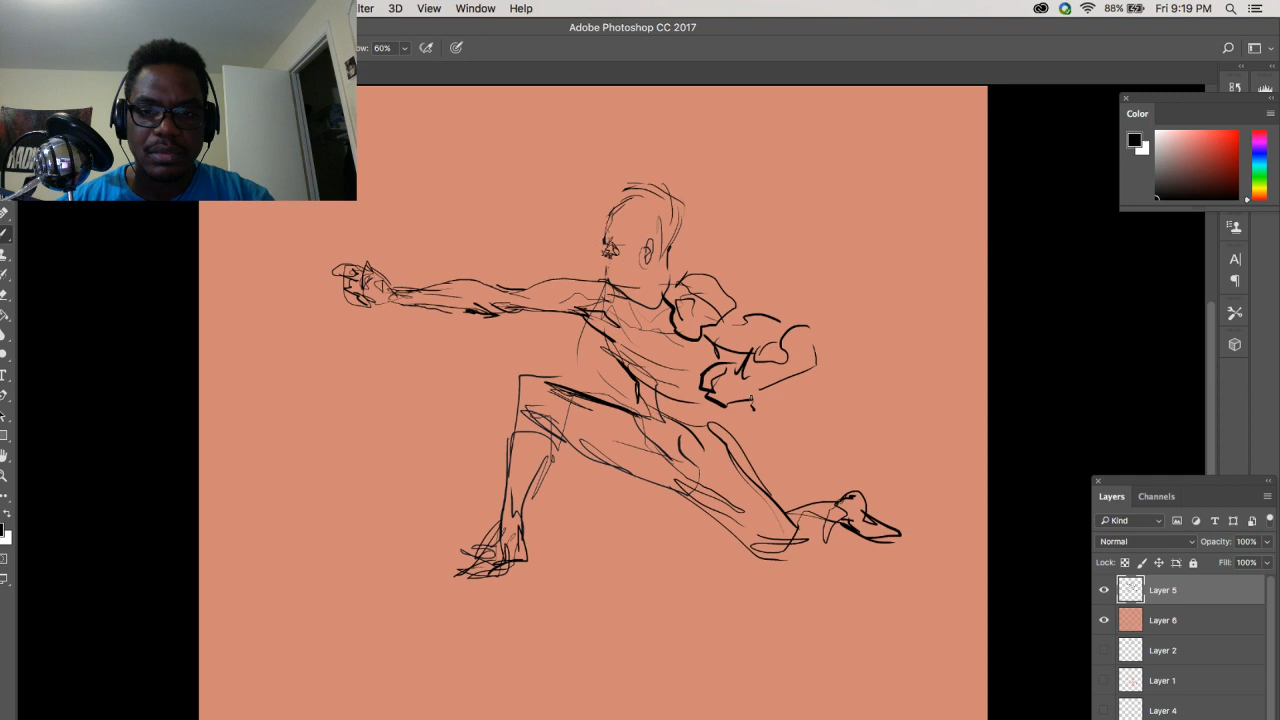 lter 3D View Window Help 88% Fri 9:19 PM
Adobe Photoshop CC 2017
ow: 60%
Color
A
T
Layers Channels
Kind T
Normal Opacity: 100%
Lock: Fill: 100%
Layer 5
Layer 6
Layer 2
Layer 1
Layer 4